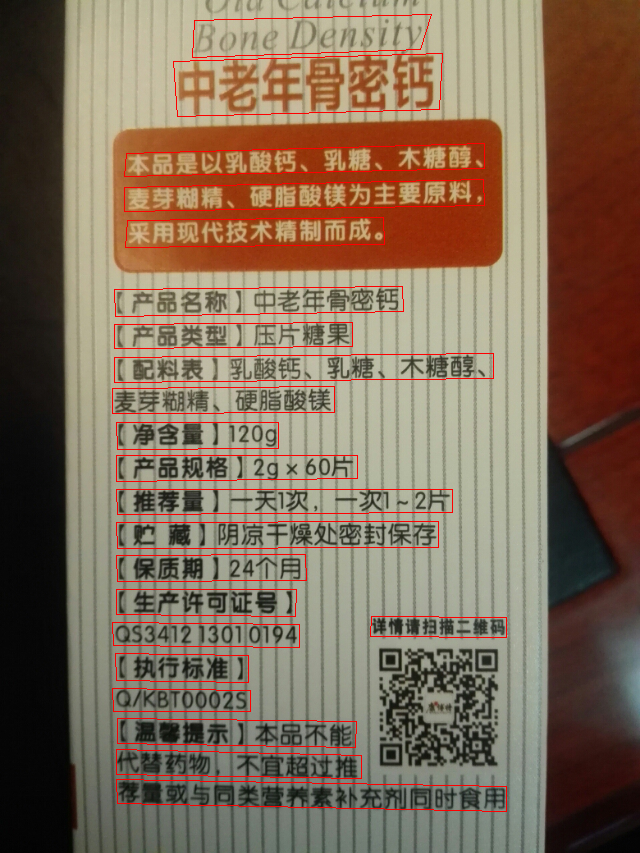 Old Calcium
Bone Density
中老年骨密钙
本品是以乳酸钙、乳糖、木糖醇、
麦芽糊精、硬脂酸镁为主要原料，
采用现代技术精制而成。
【产品名称】中老年骨密钙
【产品类型】压片糖果
【配料表】乳酸钙、乳糖、木糖醇、
麦芽糊精、硬脂酸镁
【净含量】120g
【产品规格】2g×60片
【推荐量】一天1次，一次1~2片
【贮 藏】阴凉干燥处密封保存
【保质期】24个月
【生产许可证号】
QS3412 1301 0194
详情请扫描二维码
【执行标准】
Q/KBT0002S
【温馨提示】本品不能
代替药物，不宜超过推
荐量或与同类营养素补充剂同时食用